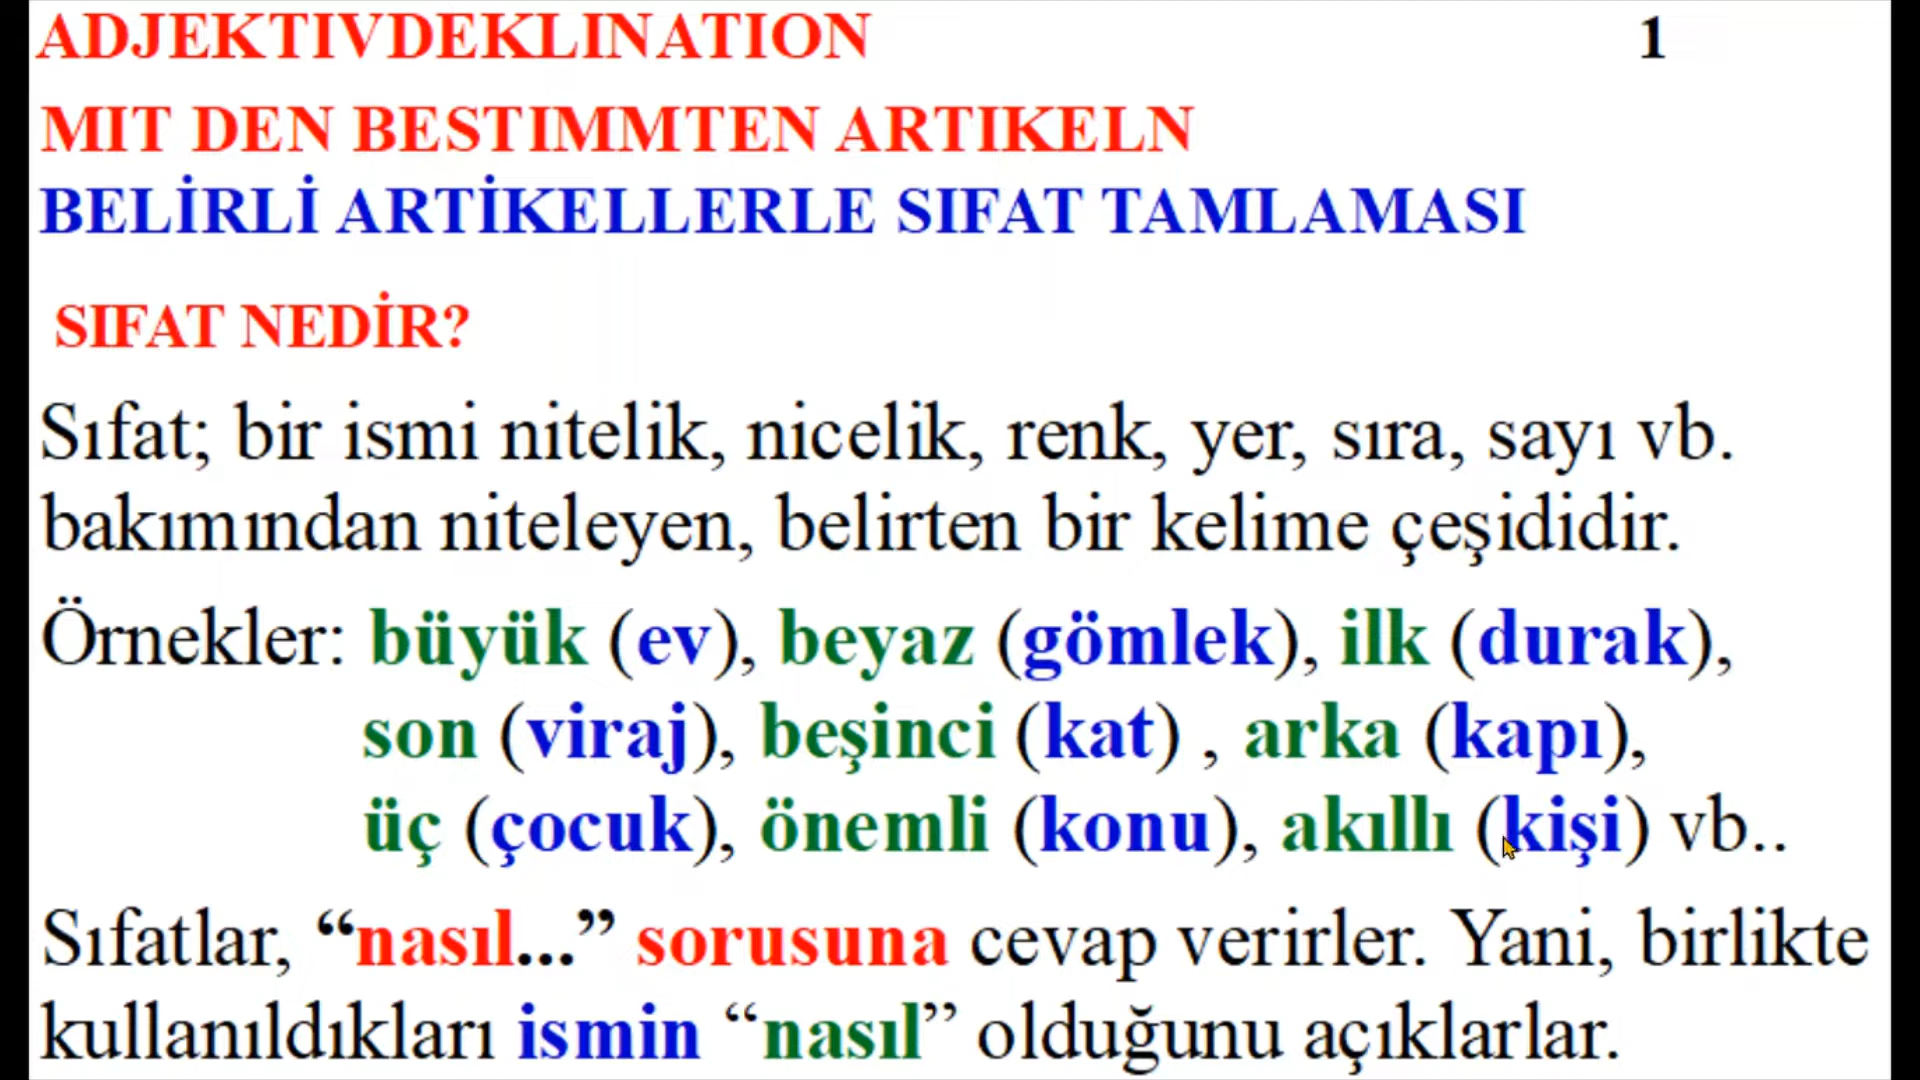 ADJEKTIVDEKLINATION 1
MIT DEN BESTIMMTEN ARTIKELN
BELİRLİ ARTİKELLERLE SIFAT TAMLAMASI
SIFAT NEDİR?
Sıfat; bir ismi nitelik, nicelik, renk, yer, sıra, sayı vb.
bakımından niteleyen, belirten bir kelime çeşididir.
Örnekler: büyük (ev), beyaz (gömlek), ilk (durak),
son (viraj), beşinci (kat) , arka (kapı),
üç (çocuk), önemli (konu), akıllı (kişi) vb..
Sıfatlar, “nasıl...” sorusuna cevap verirler. Yani, birlikte
kullanıldıkları ismin “nasıl” olduğunu açıklarlar.